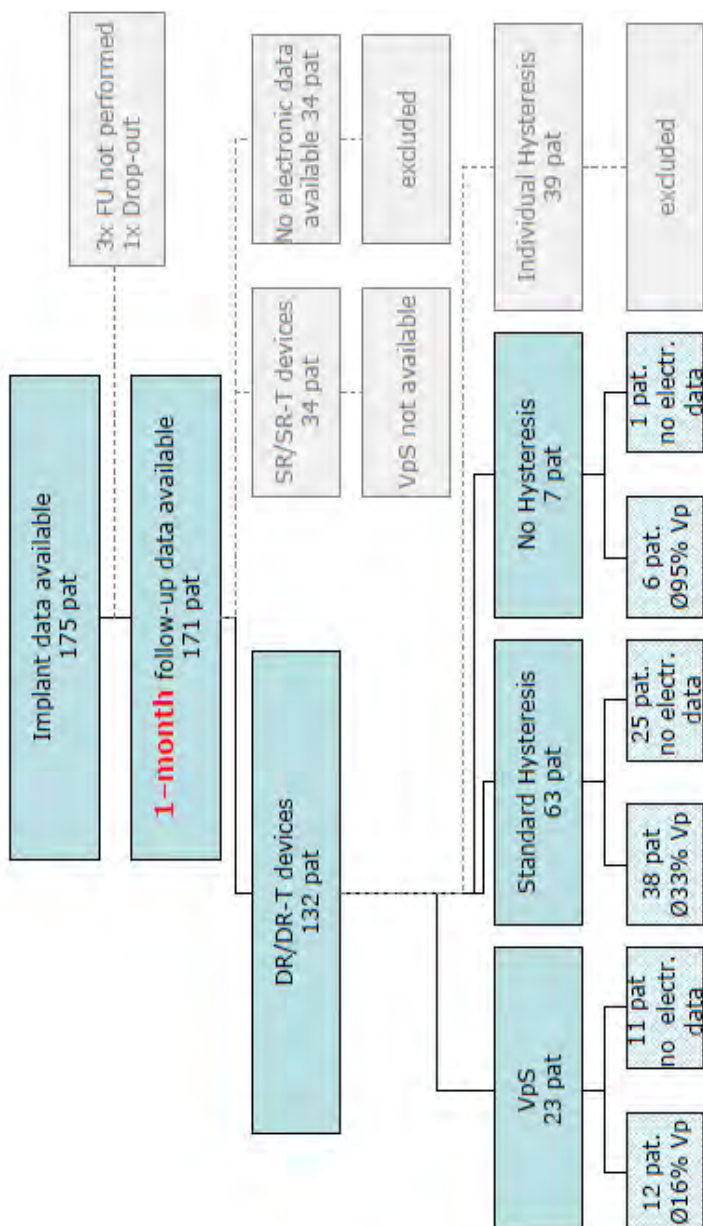 Implant data available
175 pat
3x FU not performed
1x Drop-out
1-month follow-up data available
171 pat
DR/DR-T devices
132 pat
SR/SR-T devices
34 pat
No electronic data
available 34 pat
VpS not available
excluded
VpS
23 pat
Standard Hysteresis
63 pat
No Hysteresis
7 pat
Individual Hysteresis
39 pat
12 pat.
Ø16% Vp
11 pat
no electr.
data
38 pat
Ø33% Vp
25 pat.
no electr.
data
6 pat.
Ø95% Vp
1 pat.
no electr.
data
excluded